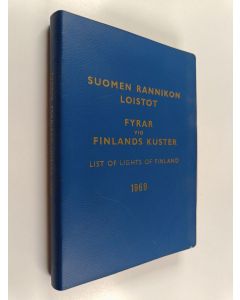 SUOMEN RANNIKON
LOISTOT
FYRAR
VID
FINLANDS KUSTER
LIST OF LIGHTS OF FINLAND
1969